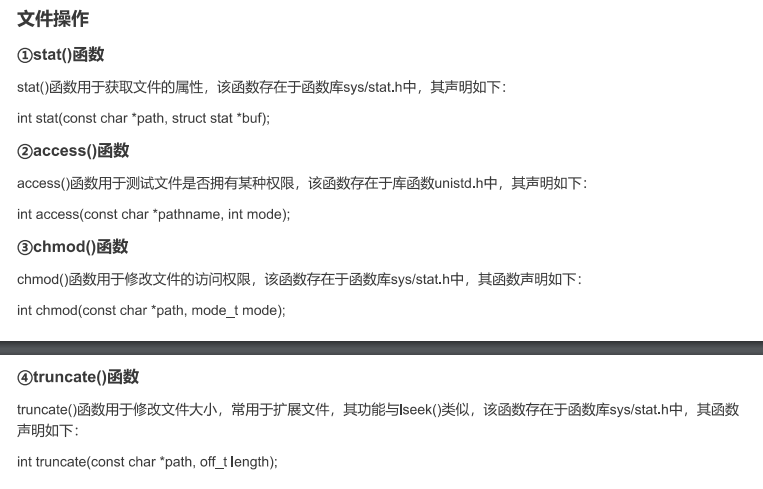 文件操作
①stat()函数
stat()函数用于获取文件的属性，该函数存在于函数库sys/stat.h中，其声明如下：
int stat(const char *path, struct stat *buf);
②access()函数
access()函数用于测试文件是否拥有某种权限，该函数存在于库函数unistd.h中，其声明如下：
int access(const char *pathname, int mode);
③chmod()函数
chmod()函数用于修改文件的访问权限，该函数存在于函数库sys/stat.h中，其函数声明如下：
int chmod(const char *path, mode_t mode);
④truncate()函数
truncate()函数用于修改文件大小，常用于扩展文件，其功能与lseek()类似，该函数存在于函数库sys/stat.h中，其函数
声明如下：
int truncate(const char *path, off_t length);